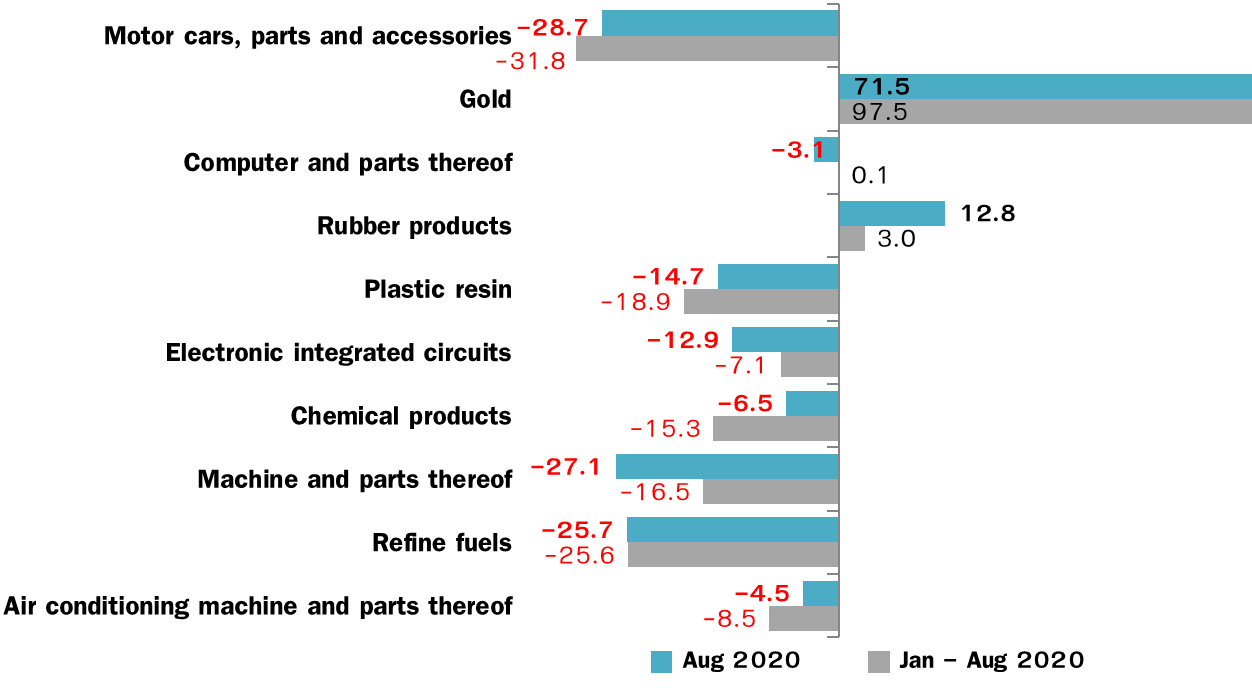 Motor cars, parts and accessories
-28.7
-31.8
Gold
71.5
97.5
Computer and parts thereof
-3.1
0.1
Rubber products
12.8
3.0
Plastic resin
-14.7
-18.9
Electronic integrated circuits
-12.9
-7.1
Chemical products
-6.5
-15.3
Machine and parts thereof
-27.1
-16.5
Refine fuels
-25.7
-25.6
Air conditioning machine and parts thereof
-4.5
-8.5
Aug 2020
Jan – Aug 2020